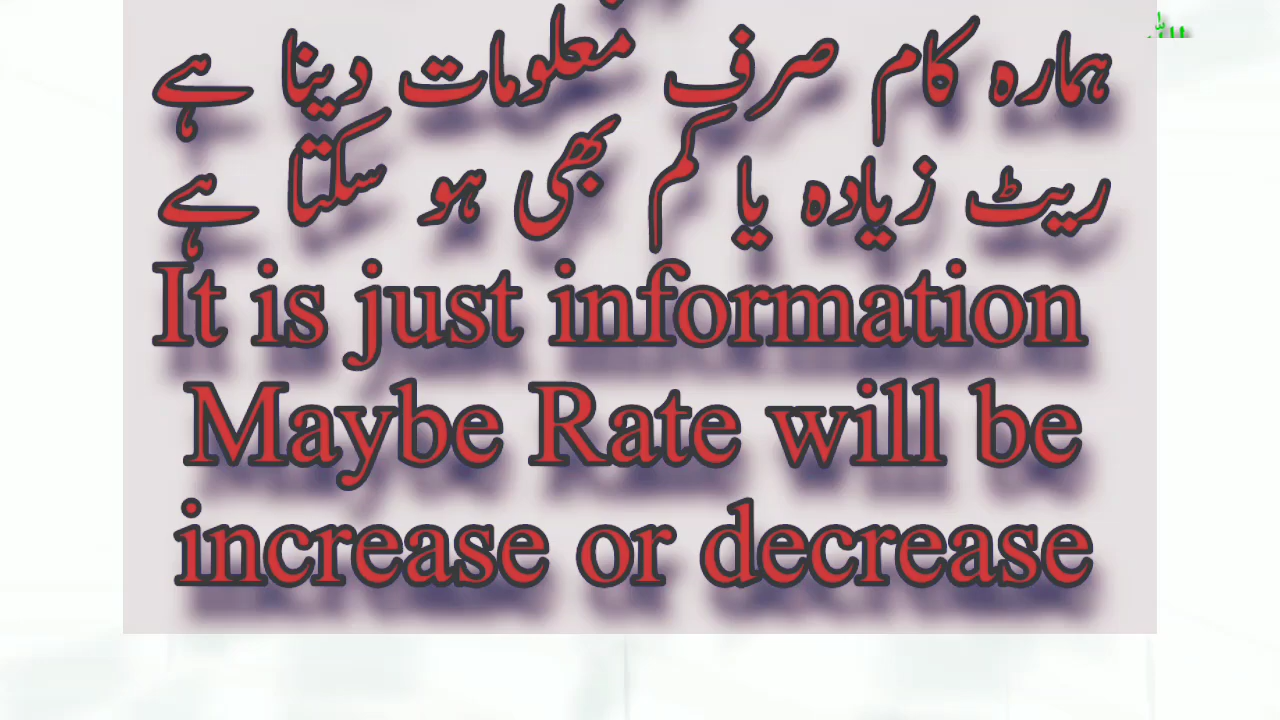 ہمارہ کام صرف معلومات دینا ہے
ریٹ زیادہ یا کم بھی ہو سکتا ہے
It is just information
Maybe Rate will be
increase or decrease